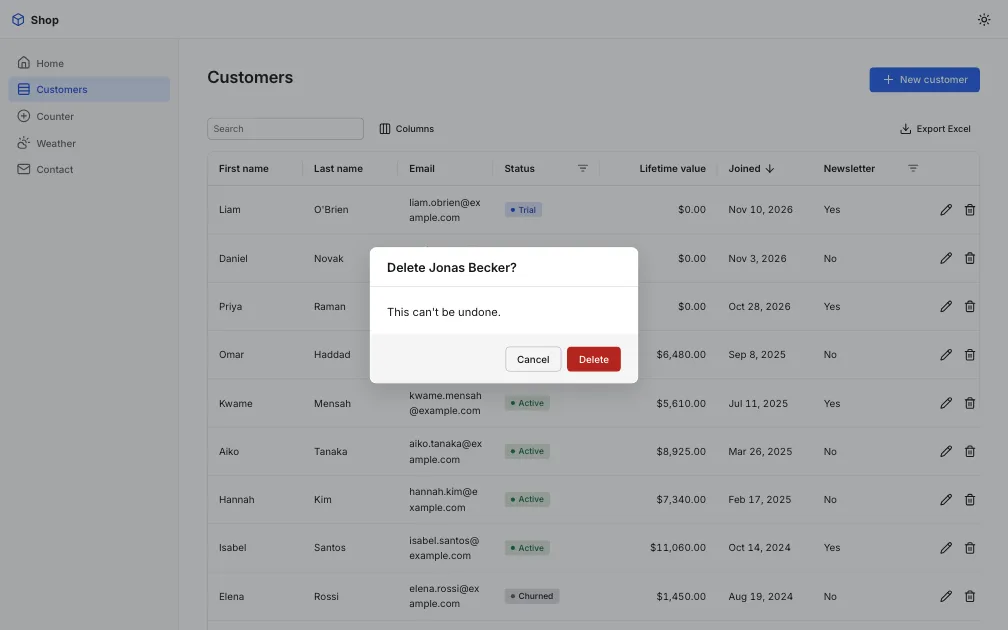 Shop
Home
Customers
Counter
Weather
Contact
Customers
New customer
Search
Columns
Export Excel
First name Last name Email Status Lifetime value Joined Newsletter
Liam O'Brien liam.obrien@ex Trial $0.00 Nov 10, 2026 Yes
ample.com
Daniel Novak $0.00 Nov 3, 2026 No
Priya Raman $0.00 Oct 28, 2026 Yes
Omar Haddad $6,480.00 Sep 8, 2025 No
Delete Jonas Becker?
This can't be undone.
Cancel Delete
Kwame Mensah kwame.mensah Active $5,610.00 Jul 11, 2025 Yes
@example.com
Aiko Tanaka aiko.tanaka@ex Active $8,925.00 Mar 26, 2025 No
ample.com
Hannah Kim hannah.kim@e Active $7,340.00 Feb 17, 2025 No
xample.com
Isabel Santos isabel.santos@ Active $11,060.00 Oct 14, 2024 Yes
example.com
Elena Rossi elena.rossi@ex Churned $1,450.00 Aug 19, 2024 No
ample.com